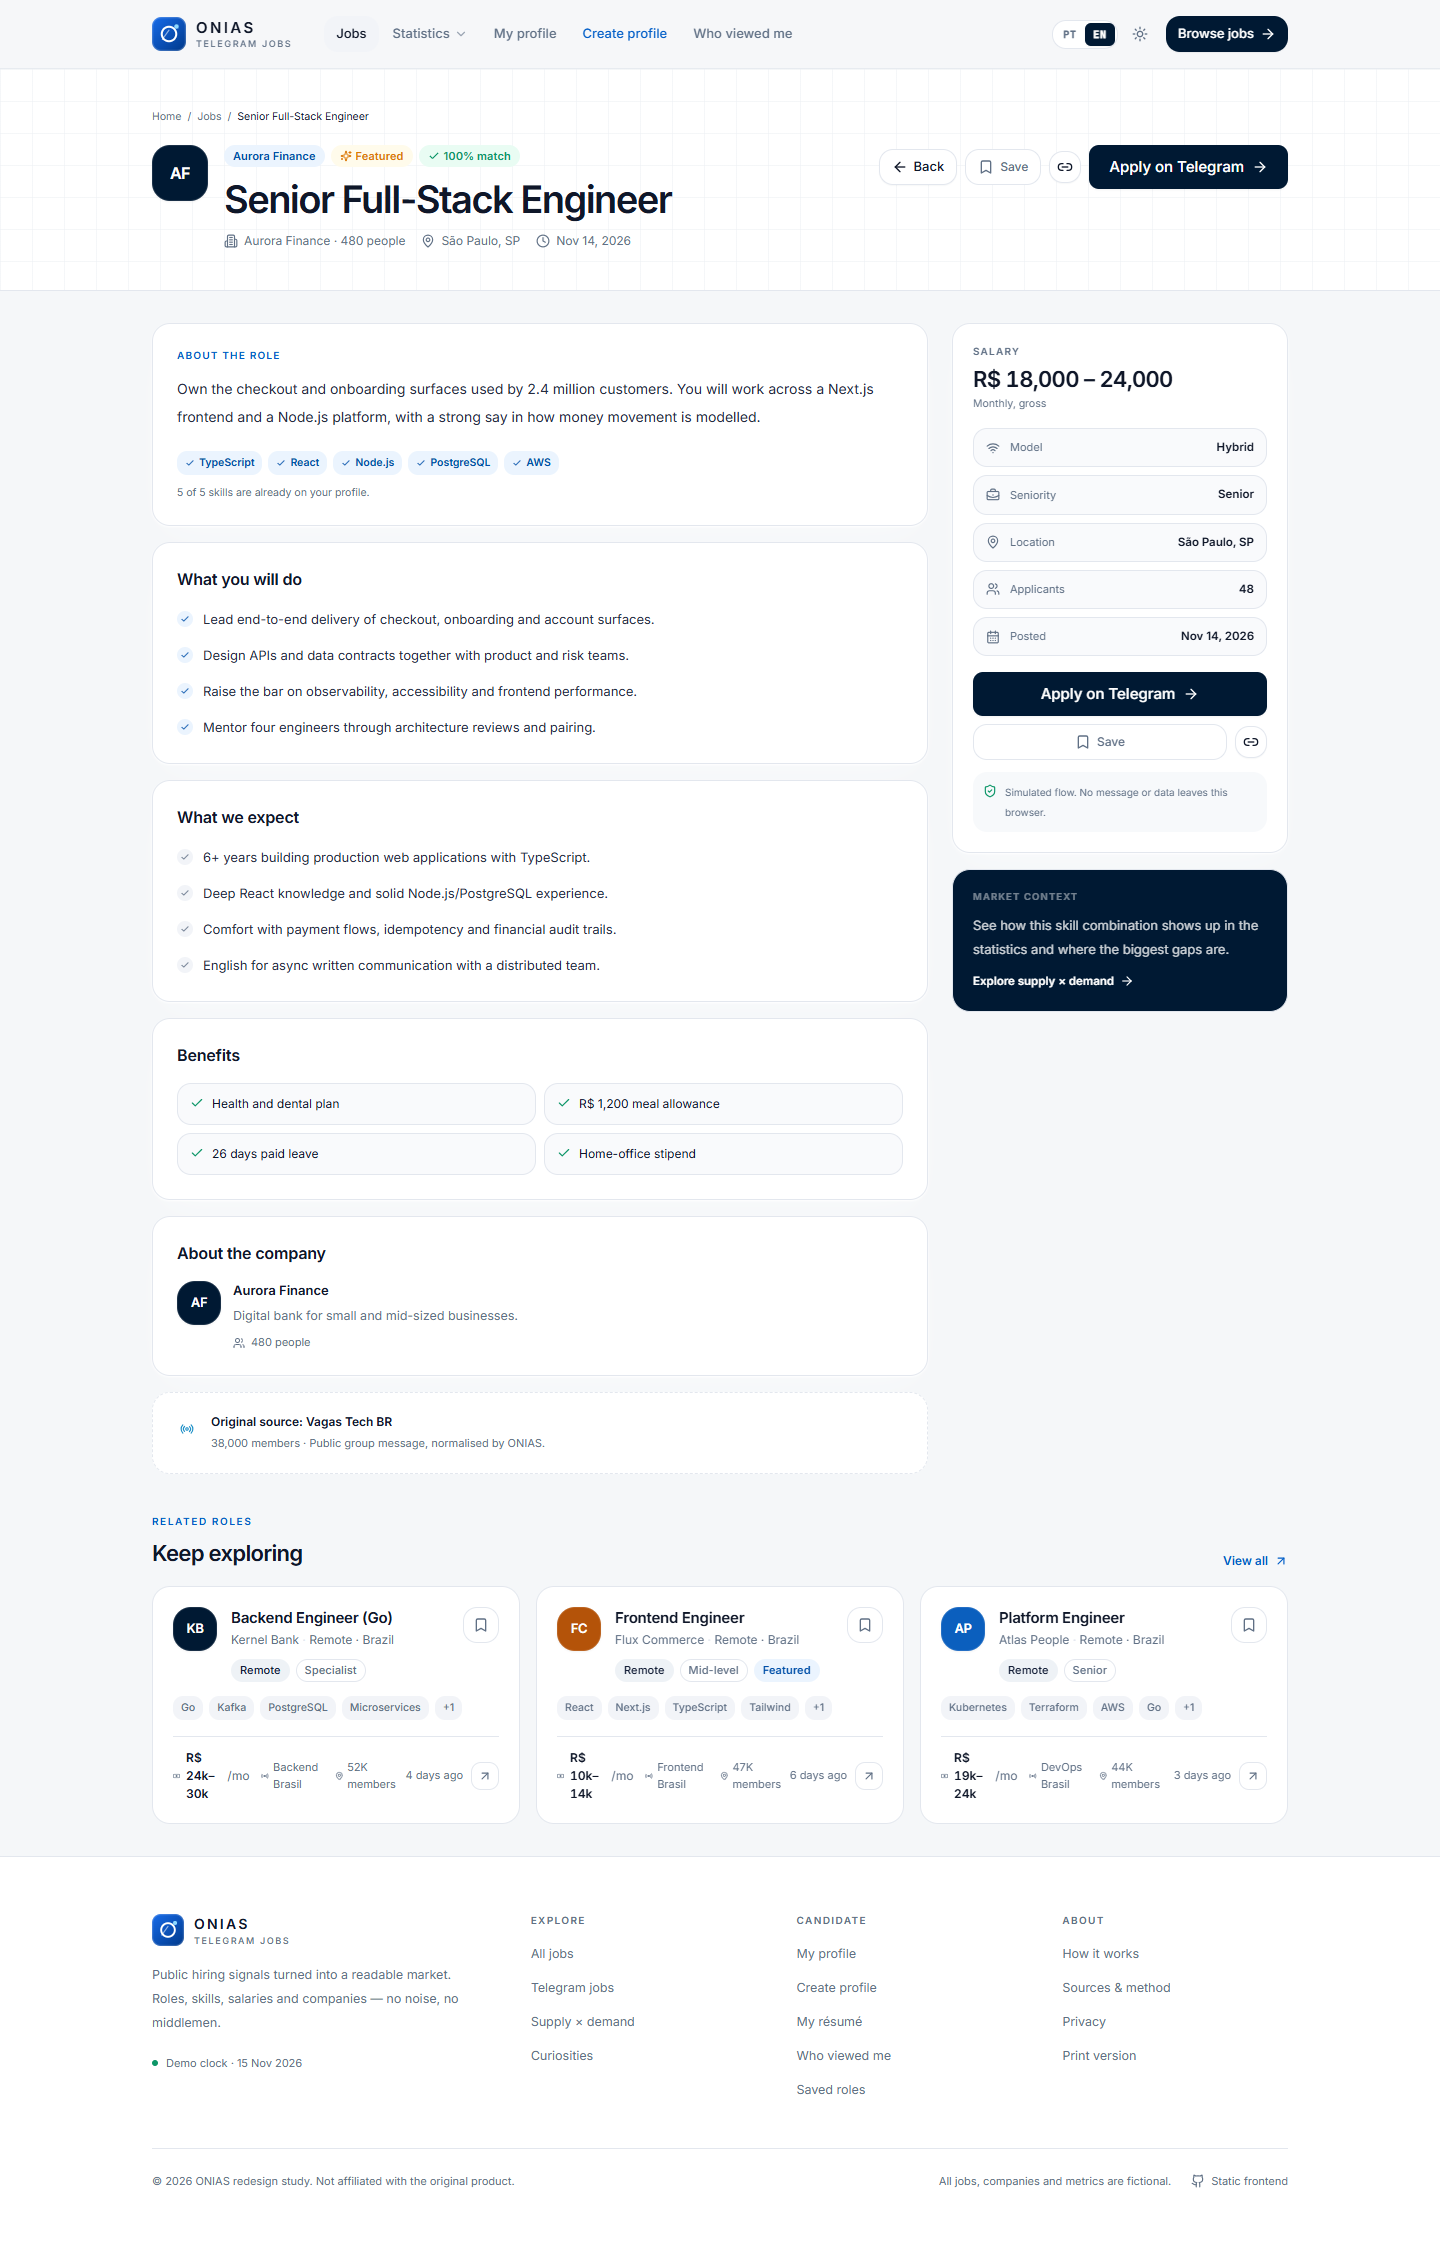 ONIAS
TELEGRAM JOBS
Jobs
Statistics
My profile
Create profile
Who viewed me
PT
EN
Browse jobs
Home / Jobs / Senior Full-Stack Engineer
AF
Aurora Finance
Featured
100% match
Senior Full-Stack Engineer
Aurora Finance · 480 people
São Paulo, SP
Nov 14, 2026
Back
Save
Apply on Telegram
ABOUT THE ROLE
Own the checkout and onboarding surfaces used by 2.4 million customers. You will work across a Next.js
frontend and a Node.js platform, with a strong say in how money movement is modelled.
TypeScript
React
Node.js
PostgreSQL
AWS
5 of 5 skills are already on your profile.
What you will do
Lead end-to-end delivery of checkout, onboarding and account surfaces.
Design APIs and data contracts together with product and risk teams.
Raise the bar on observability, accessibility and frontend performance.
Mentor four engineers through architecture reviews and pairing.
What we expect
6+ years building production web applications with TypeScript.
Deep React knowledge and solid Node.js/PostgreSQL experience.
Comfort with payment flows, idempotency and financial audit trails.
English for async written communication with a distributed team.
Benefits
Health and dental plan
R$ 1,200 meal allowance
26 days paid leave
Home-office stipend
About the company
AF
Aurora Finance
Digital bank for small and mid-sized businesses.
480 people
Original source: Vagas Tech BR
38,000 members · Public group message, normalised by ONIAS.
SALARY
R$ 18,000 – 24,000
Monthly, gross
Model
Hybrid
Seniority
Senior
Location
São Paulo, SP
Applicants
48
Posted
Nov 14, 2026
Apply on Telegram
Save
Simulated flow. No message or data leaves this
browser.
MARKET CONTEXT
See how this skill combination shows up in the
statistics and where the biggest gaps are.
Explore supply × demand
RELATED ROLES
Keep exploring
View all
KB
Backend Engineer (Go)
Kernel Bank · Remote · Brazil
Remote
Specialist
Go
Kafka
PostgreSQL
Microservices
+1
R$
24k–
30k
/mo
Backend
Brasil
52K
members
4 days ago
FC
Frontend Engineer
Flux Commerce · Remote · Brazil
Remote
Mid-level
Featured
React
Next.js
TypeScript
Tailwind
+1
R$
10k–
14k
/mo
Frontend
Brasil
47K
members
6 days ago
AP
Platform Engineer
Atlas People · Remote · Brazil
Remote
Senior
Kubernetes
Terraform
AWS
Go
+1
R$
19k–
24k
/mo
DevOps
Brasil
44K
members
3 days ago
ONIAS
TELEGRAM JOBS
Public hiring signals turned into a readable market.
Roles, skills, salaries and companies — no noise, no
middlemen.
Demo clock · 15 Nov 2026
EXPLORE
All jobs
Telegram jobs
Supply × demand
Curiosities
CANDIDATE
My profile
Create profile
My résumé
Who viewed me
Saved roles
ABOUT
How it works
Sources & method
Privacy
Print version
© 2026 ONIAS redesign study. Not affiliated with the original product.
All jobs, companies and metrics are fictional.
Static frontend